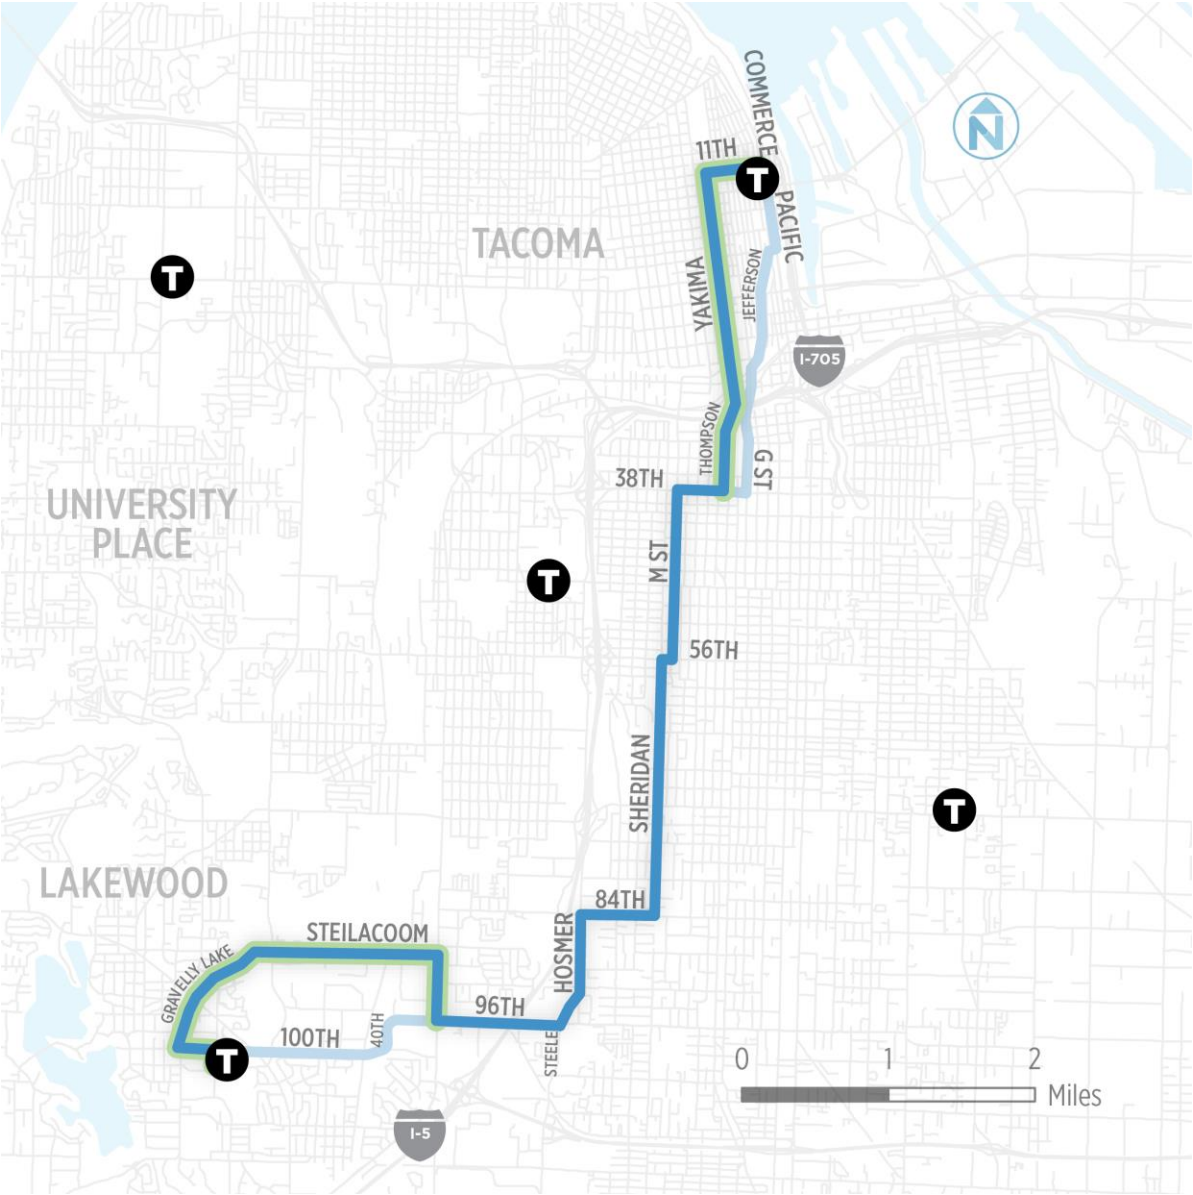 COMMERCE
N
11TH
T
PACIFIC
TACOMA
T
YAKIMA
JEFFERSON
I-705
THOMPSON
G ST
38TH
UNIVERSITY
PLACE
M ST
T
56TH
SHERIDAN
T
LAKEWOOD
84TH
STEILACOOM
HOSMER
GRAVELLY LAKE
96TH
40TH
100TH
STEELE
T
0 1 2
Miles
I-5